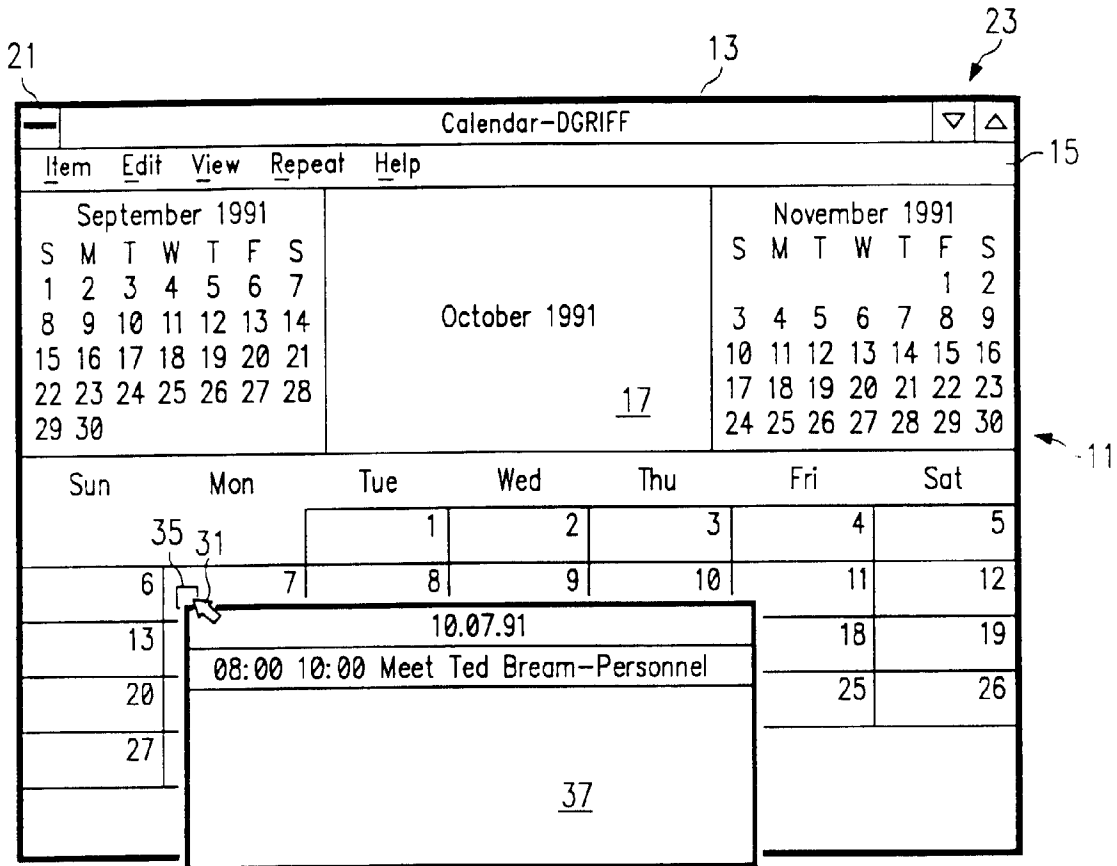 21
13
23
Calendar-DGRIFF
Item Edit View Repeat Help
15
September 1991
S M T W T F S
1 2 3 4 5 6 7
8 9 10 11 12 13 14
15 16 17 18 19 20 21
22 23 24 25 26 27 28
29 30
October 1991
17
November 1991
S M T W T F S
1 2
3 4 5 6 7 8 9
10 11 12 13 14 15 16
17 18 19 20 21 22 23
24 25 26 27 28 29 30
11
Sun Mon Tue Wed Thu Fri Sat
1 2 3 4 5
35 31
6 7 8 9 10 11 12
10.07.91
13 18 19
08:00 10:00 Meet Ted Bream-Personnel
20 25 26
27
37